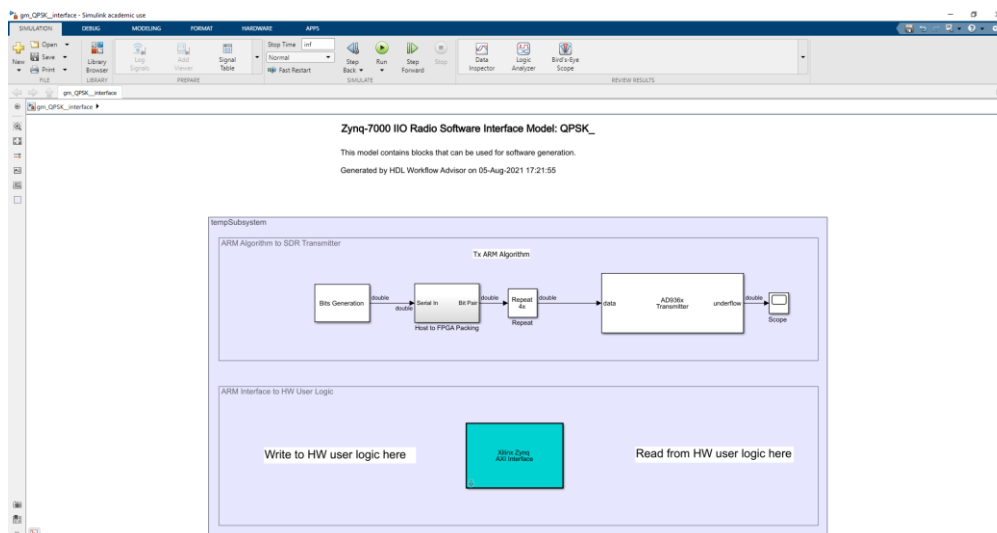 gm_QPSK__interface - Simulink academic use
SIMULATION DEBUG MODELING FORMAT HARDWARE APPS
New
Open
Save
Print
FILE
Library Browser
LIBRARY
Log Signals
Add Viewer
Signal Table
PREPARE
Stop Time inf
Normal
Fast Restart
Step Back
Run
Step Forward
Stop
SIMULATE
Data Inspector
Logic Analyzer
Bird's-Eye Scope
REVIEW RESULTS
gm_QPSK__interface
gm_QPSK__interface
Zynq-7000 IIO Radio Software Interface Model: QPSK_
This model contains blocks that can be used for software generation.
Generated by HDL Workflow Advisor on 05-Aug-2021 17:21:55
tempSubsystem
ARM Algorithm to SDR Transmitter
Tx ARM Algorithm
Bits Generation
double
double
Serial In Bit Pair
Host to FPGA Packing
double
Repeat
4x
Repeat
double
data
AD936x
Transmitter
underflow
double
Scope
ARM Interface to HW User Logic
Write to HW user logic here
Xilinx Zynq
AXI Interface
Read from HW user logic here